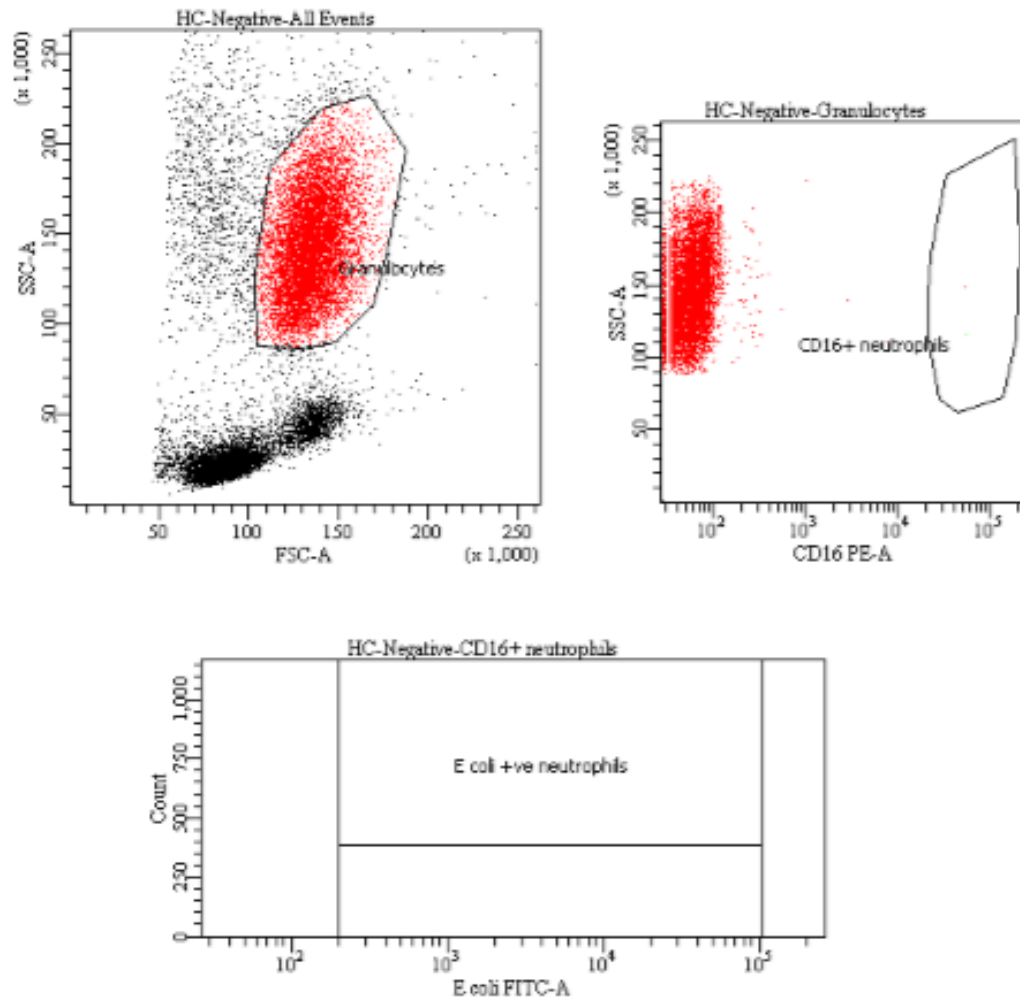 HC-Negative-All Events
(x 1,000)
250
200
150
100
50
SSC-A
Granulocytes
50 100 150 200 250
FSC-A (x 1,000)
HC-Negative-Granulocytes
(x 1,000)
250
200
150
100
50
SSC-A
CD16+ neutrophils
10² 10³ 10⁴ 10⁵
CD16 PE-A
HC-Negative-CD16+ neutrophils
1,000
750
500
250
0
Count
E coli +ve neutrophils
10² 10³ 10⁴ 10⁵
E coli FITC-A